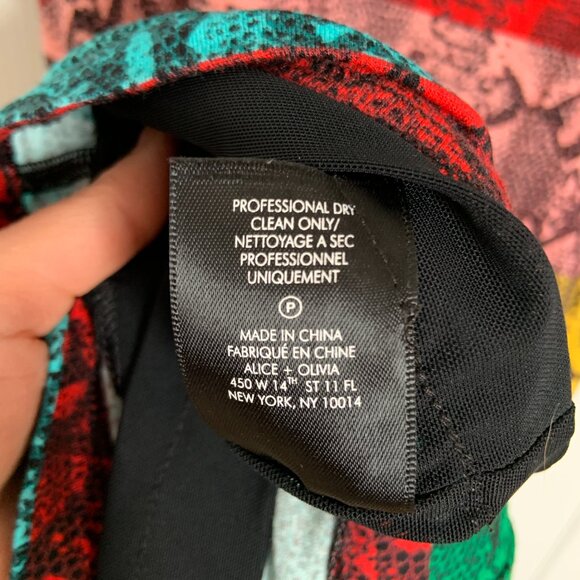 PROFESSIONAL DRY
CLEAN ONLY/
NETTOYAGE A SEC
PROFESSIONNEL
UNIQUEMENT
P
MADE IN CHINA
FABRIQUÉ EN CHINE
ALICE + OLIVIA
450 W 14TH ST 11 FL
NEW YORK, NY 10014